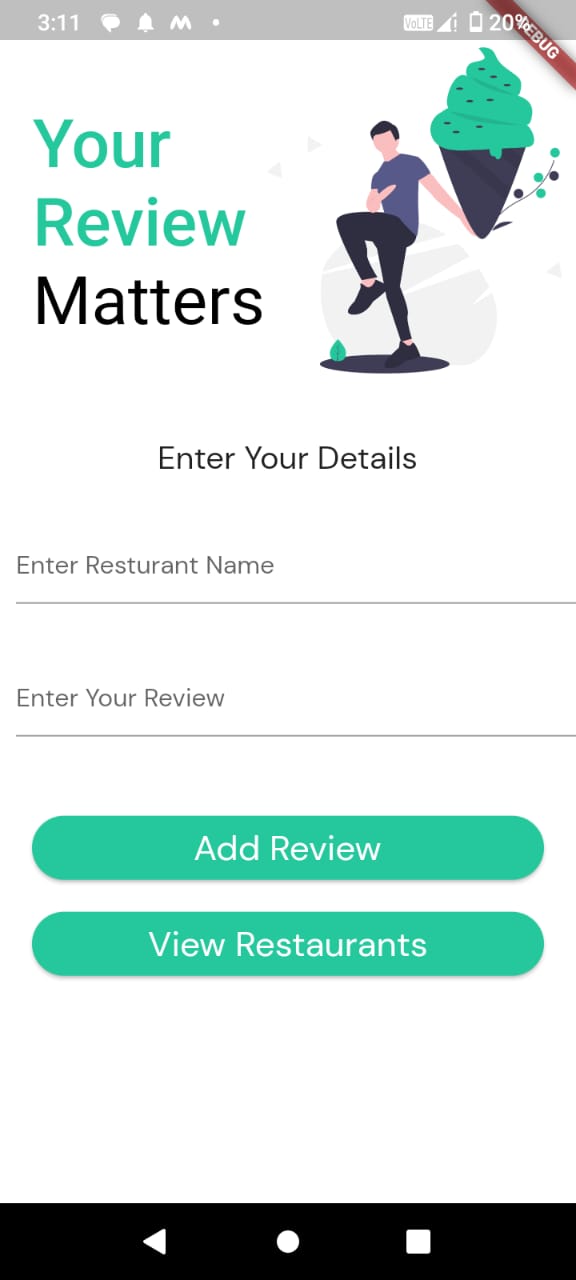 3:11
VoLTE
20%
DEBUG
Your
Review
Matters
Enter Your Details
Enter Resturant Name
Enter Your Review
Add Review
View Restaurants